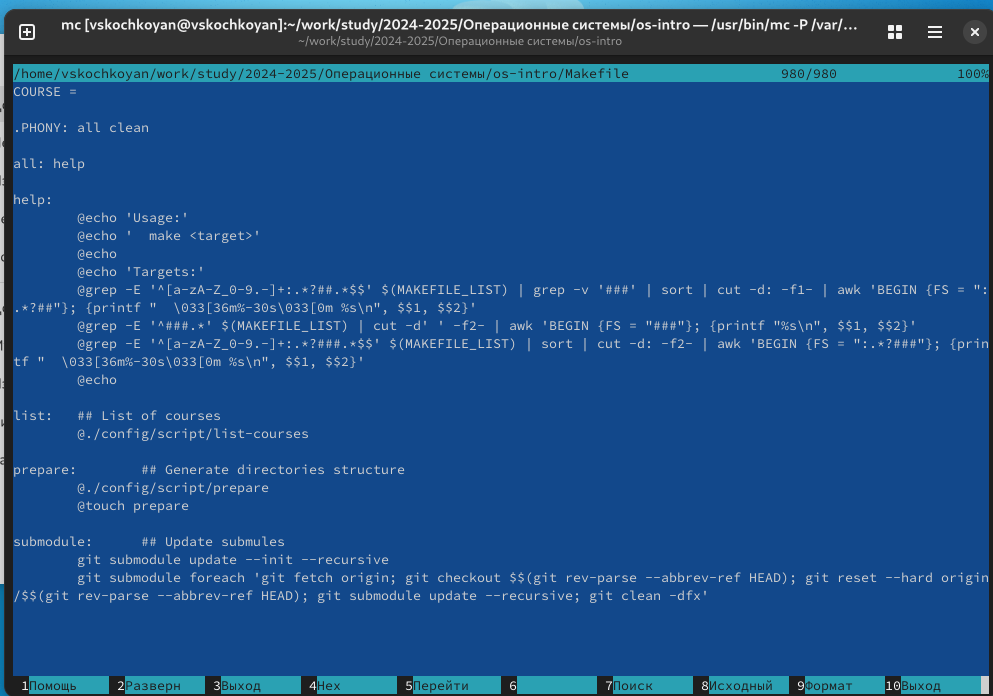 mc [vskochkoyan@vskochkoyan]:~/work/study/2024-2025/Операционные системы/os-intro — /usr/bin/mc -P /var/…
~/work/study/2024-2025/Операционные системы/os-intro
/home/vskochkoyan/work/study/2024-2025/Операционные системы/os-intro/Makefile 980/980 100%
COURSE =
.PHONY: all clean
all: help
help:
@echo 'Usage:'
@echo '  make <target>'
@echo
@echo 'Targets:'
@grep -E '^[a-zA-Z_0-9.-]+:.*?##.*$$' $(MAKEFILE_LIST) | grep -v '###' | sort | cut -d: -f1- | awk 'BEGIN {FS = ":
.*?##"}; {printf "  \033[36m%-30s\033[0m %s\n", $$1, $$2}'
@grep -E '^###.*' $(MAKEFILE_LIST) | cut -d' ' -f2- | awk 'BEGIN {FS = "###"}; {printf "%s\n", $$1, $$2}'
@grep -E '^[a-zA-Z_0-9.-]+:.*?###.*$$' $(MAKEFILE_LIST) | sort | cut -d: -f2- | awk 'BEGIN {FS = ":.*?###"}; {prin
tf "  \033[36m%-30s\033[0m %s\n", $$1, $$2}'
@echo
list:   ## List of courses
@./config/script/list-courses
prepare:        ## Generate directories structure
@./config/script/prepare
@touch prepare
submodule:      ## Update submules
git submodule update --init --recursive
git submodule foreach 'git fetch origin; git checkout $$(git rev-parse --abbrev-ref HEAD); git reset --hard origin
/$$(git rev-parse --abbrev-ref HEAD); git submodule update --recursive; git clean -dfx'
1Помощь 2Разверн 3Выход 4Hex 5Перейти 6 7Поиск 8Исходный 9Формат 10Выход